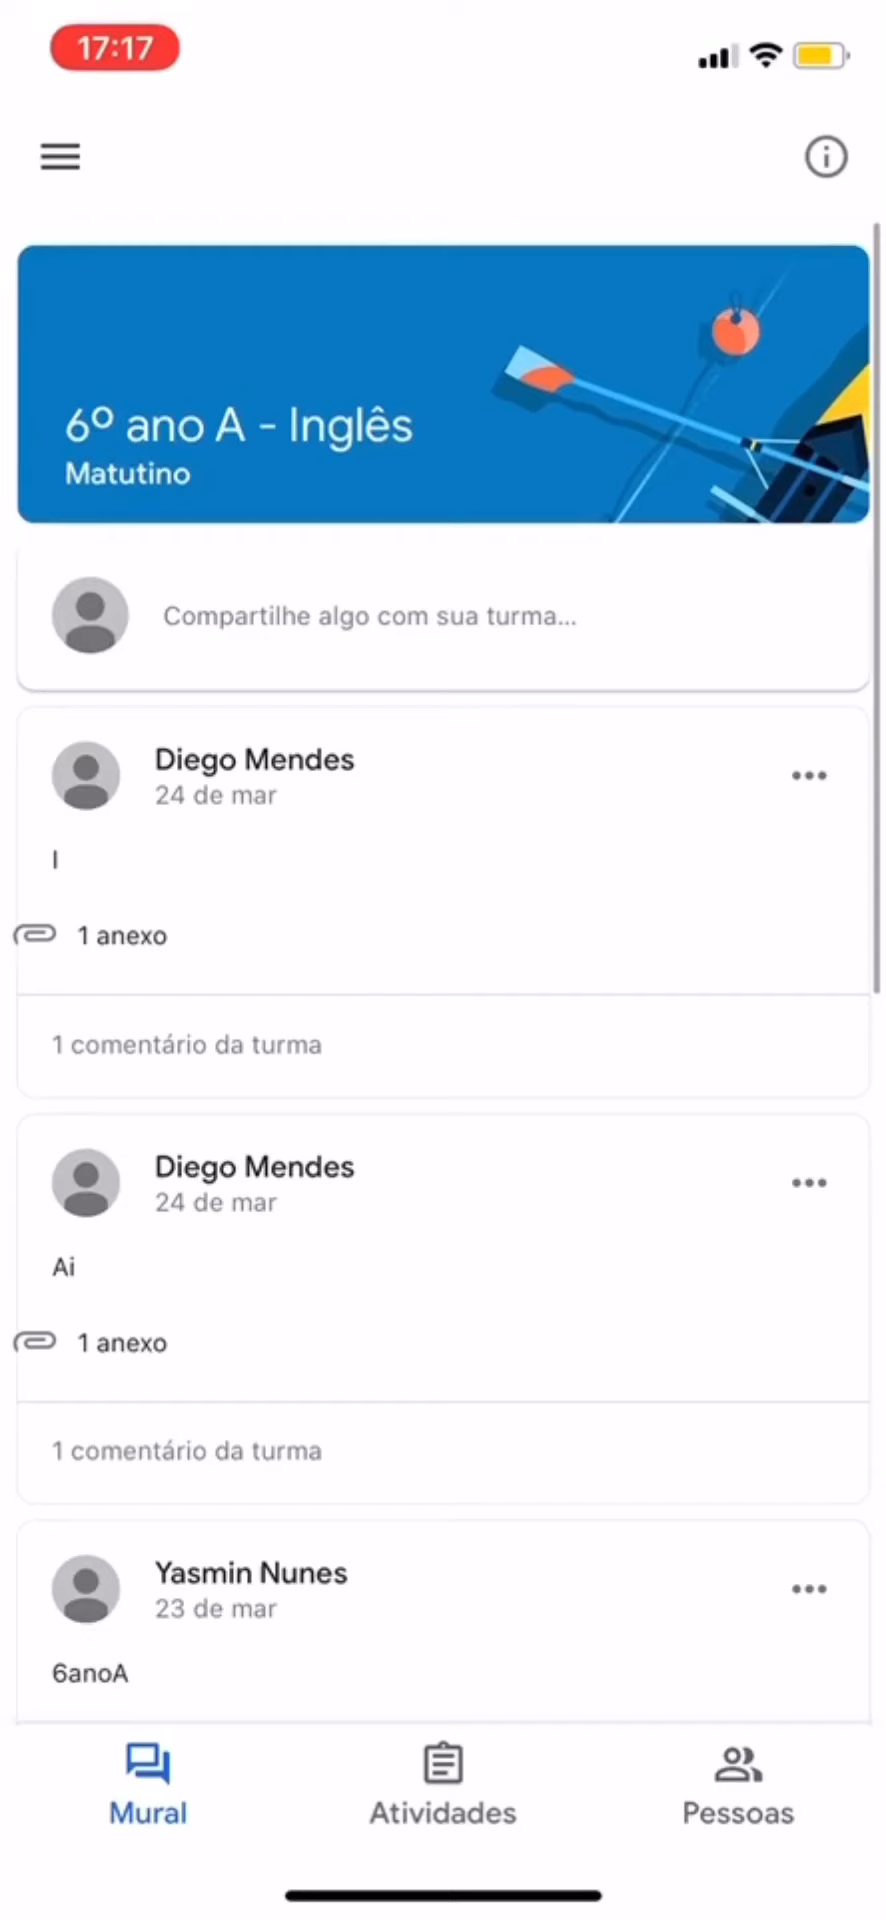 17:17
6º ano A - Inglês
Matutino
Compartilhe algo com sua turma...
Diego Mendes
24 de mar
I
1 anexo
1 comentário da turma
Diego Mendes
24 de mar
Ai
1 anexo
1 comentário da turma
Yasmin Nunes
23 de mar
6anoA
Mural
Atividades
Pessoas